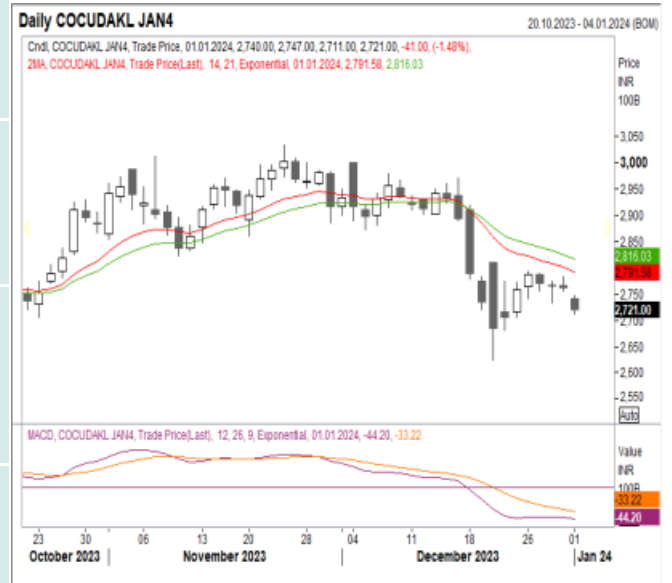 Daily COCUDAKL JAN4
20.10.2023 - 04.01.2024 (BOM)
Cndl, COCUDAKL JAN4, Trade Price, 01.01.2024, 2,740.00, 2,747.00, 2,711.00, 2,721.00, -41.00, (-1.48%),
2MA, COCUDAKL JAN4, Trade Price(Last), 14, 21, Exponential, 01.01.2024, 2,791.58, 2,816.03
Price
INR
100B
3,050
3,000
2,950
2,900
2,850
2,816.03
2,791.58
2,750
2,721.00
2,700
2,650
2,600
2,550
Auto
MACD, COCUDAKL JAN4, Trade Price(Last), 12, 26, 9, Exponential, 01.01.2024, -44.20, -33.22
Value
INR
100B
-33.22
-44.20
23 30 06 13 20 28 04 11 18 26 01
October 2023 November 2023 December 2023 Jan 24